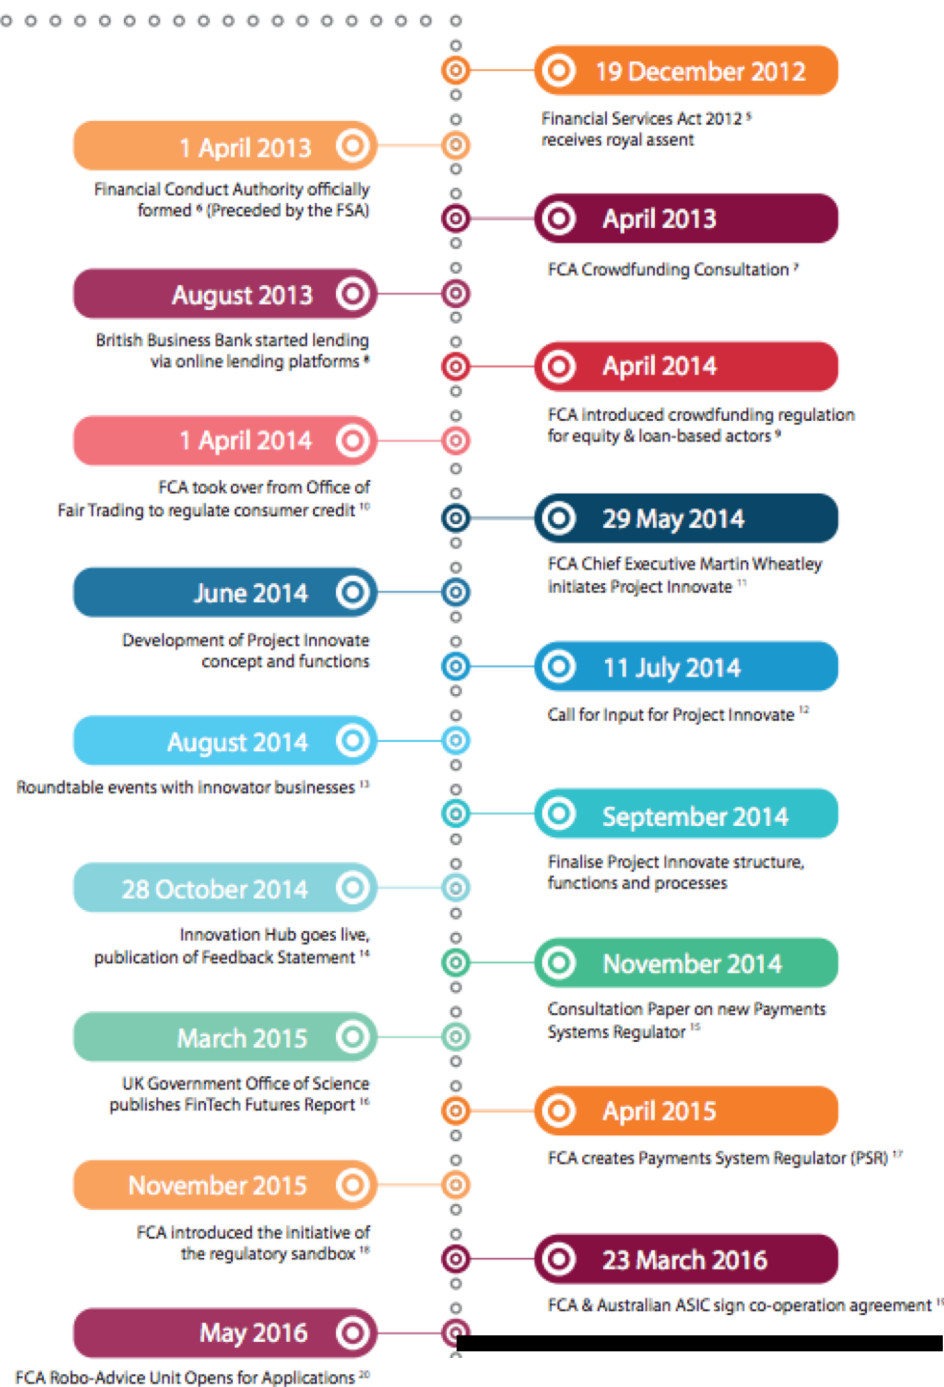 19 December 2012
Financial Services Act 2012 ⁵
receives royal assent
1 April 2013
Financial Conduct Authority officially
formed ⁶ (Preceded by the FSA)
April 2013
FCA Crowdfunding Consultation ⁷
August 2013
British Business Bank started lending
via online lending platforms ⁸
April 2014
FCA introduced crowdfunding regulation
for equity & loan-based actors ⁹
1 April 2014
FCA took over from Office of
Fair Trading to regulate consumer credit ¹⁰
29 May 2014
FCA Chief Executive Martin Wheatley
initiates Project Innovate ¹¹
June 2014
Development of Project Innovate
concept and functions
11 July 2014
Call for Input for Project Innovate ¹²
August 2014
Roundtable events with innovator businesses ¹³
September 2014
Finalise Project Innovate structure,
functions and processes
28 October 2014
Innovation Hub goes live,
publication of Feedback Statement ¹⁴
November 2014
Consultation Paper on new Payments
Systems Regulator ¹⁵
March 2015
UK Government Office of Science
publishes FinTech Futures Report ¹⁶
April 2015
FCA creates Payments System Regulator (PSR) ¹⁷
November 2015
FCA introduced the initiative of
the regulatory sandbox ¹⁸
23 March 2016
FCA & Australian ASIC sign co-operation agreement ¹⁹
May 2016
FCA Robo-Advice Unit Opens for Applications ²⁰